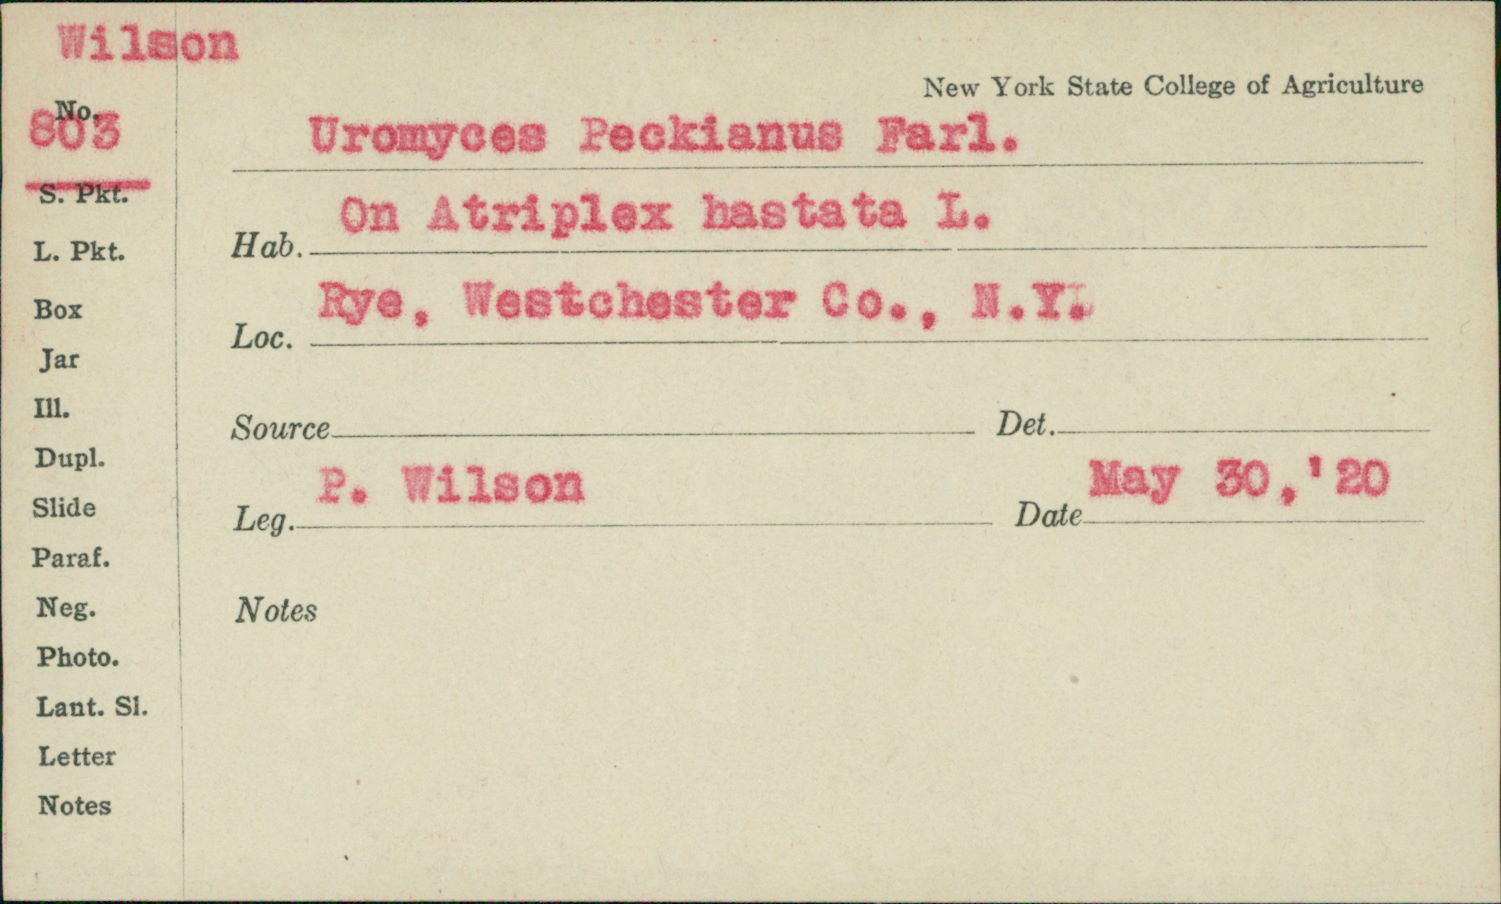 Wilson
New York State College of Agriculture
No.
803
Uromyces Peckianus Farl.
S. Pkt.
Hab. On Atriplex hastata L.
L. Pkt.
Loc. Rye, Westchester Co., N.Y.
Box
Jar
Ill.
Source Det.
Dupl.
Leg. P. Wilson Date May 30,'20
Slide
Paraf.
Neg.
Notes
Photo.
Lant. Sl.
Letter
Notes